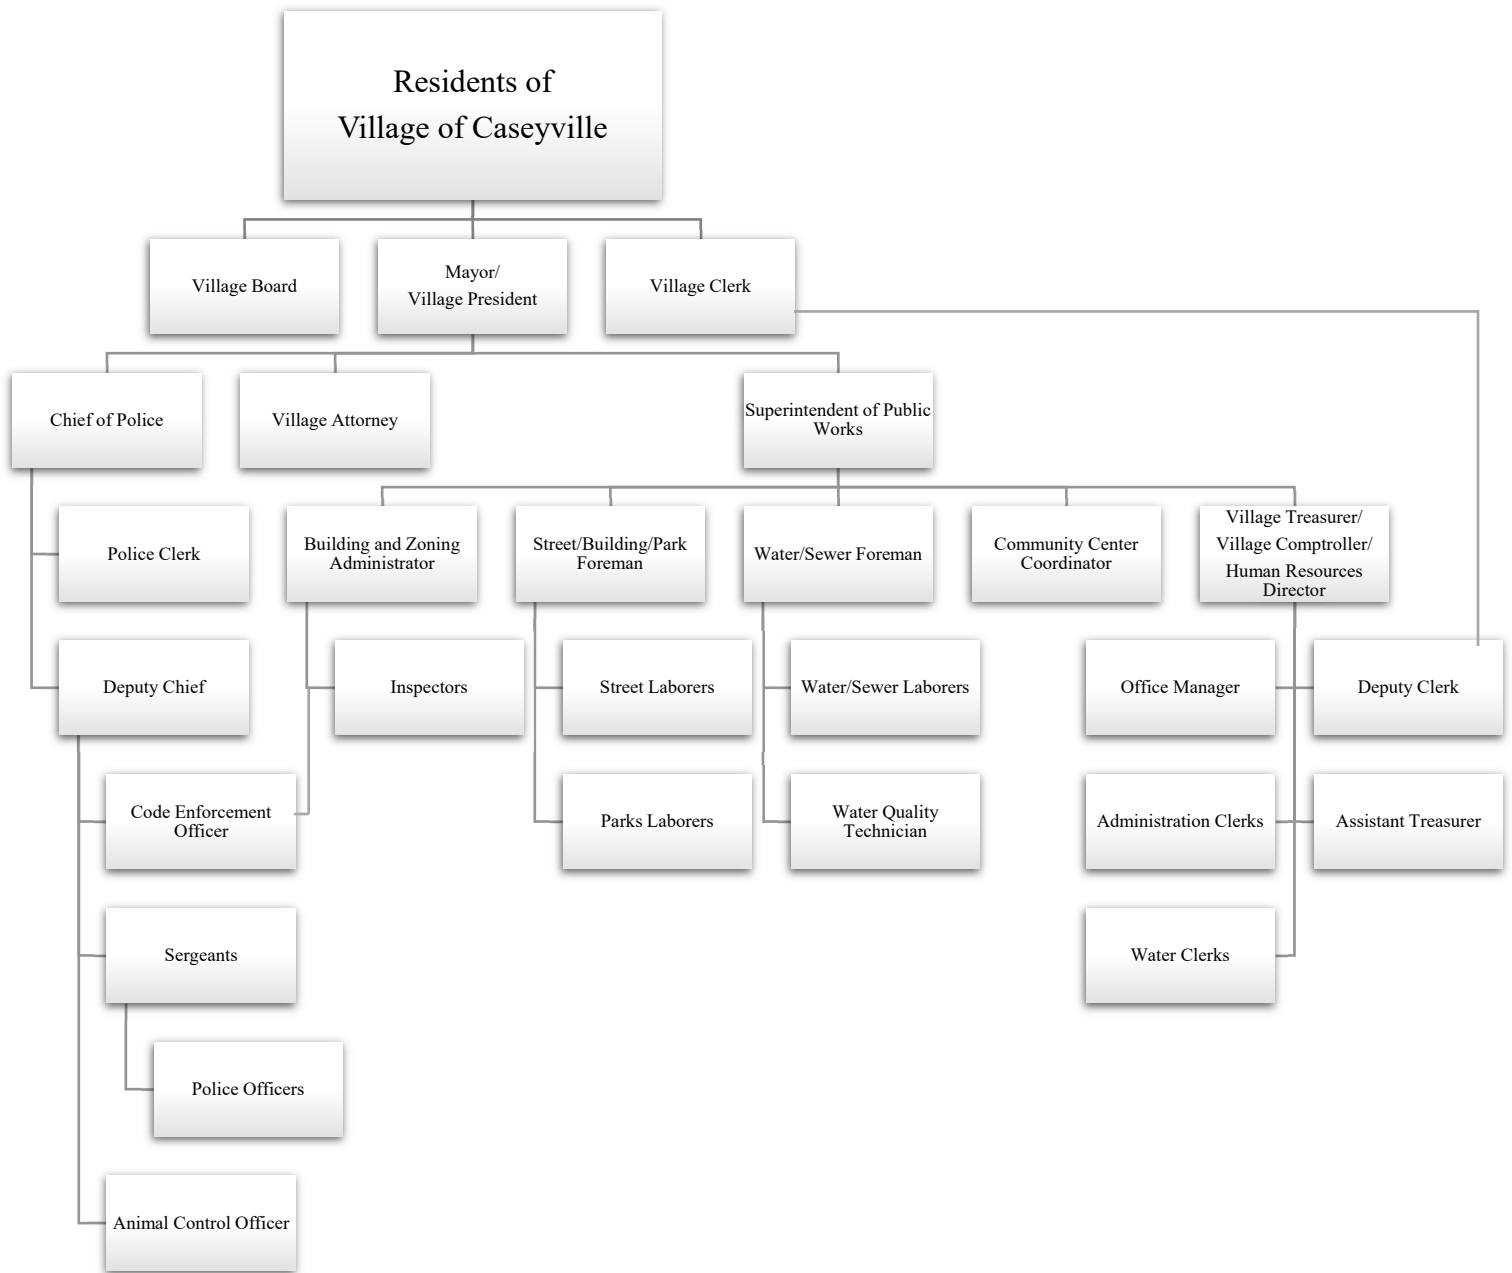 Residents of
Village of Caseyville
Village Board
Mayor/
Village President
Village Clerk
Chief of Police
Village Attorney
Superintendent of Public
Works
Police Clerk
Building and Zoning
Administrator
Street/Building/Park
Foreman
Water/Sewer Foreman
Community Center
Coordinator
Village Treasurer/
Village Comptroller/
Human Resources
Director
Deputy Chief
Inspectors
Street Laborers
Water/Sewer Laborers
Office Manager
Deputy Clerk
Code Enforcement
Officer
Parks Laborers
Water Quality
Technician
Administration Clerks
Assistant Treasurer
Sergeants
Water Clerks
Police Officers
Animal Control Officer